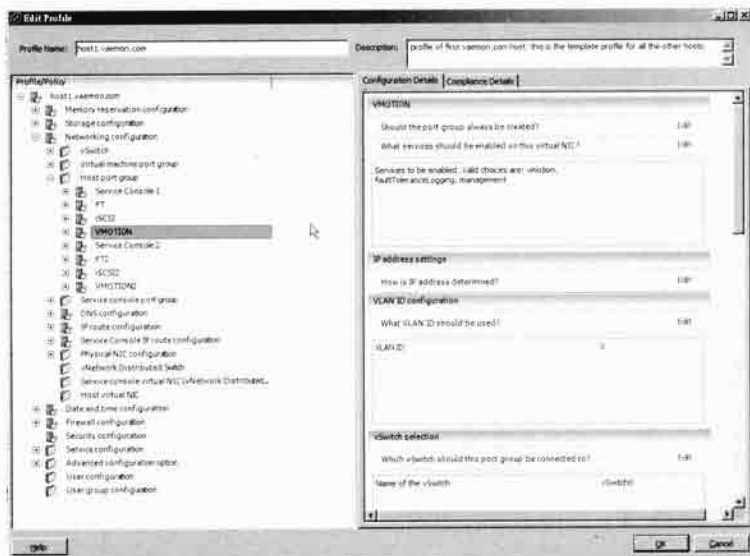 Edit Profile
Profile Name: host1.vaemon.com
Description: profile of first vaemon.com host. this is the template profile for all the other hosts.
Profile/Policy
host1.vaemon.com
Memory reservation configuration
Storage configuration
Networking configuration
vSwitch
Virtual machine port group
Host port group
Service Console 1
FT
iSCSI
VMOTION
Service Console 2
FT2
iSCSI2
VMOTION2
Service console port group
DNS configuration
IP route configuration
Service Console IP route configuration
Physical NIC configuration
vNetwork Distributed Switch
Service console virtual NIC (vNetwork Distributed...
Host virtual NIC
Date and time configuration
Firewall configuration
Security configuration
Service configuration
Advanced configuration option
User configuration
User group configuration
Configuration Details
Compliance Details
VMOTION
Should the port group always be created? Edit
What services should be enabled on this virtual NIC? Edit
Services to be enabled. Valid choices are: vmotion,
faultToleranceLogging, management
IP address settings
How is IP address determined? Edit
VLAN ID configuration
What VLAN ID should be used? Edit
VLAN ID
vSwitch selection
Which vSwitch should this port group be connected to? Edit
Name of the vSwitch
Help
OK
Cancel